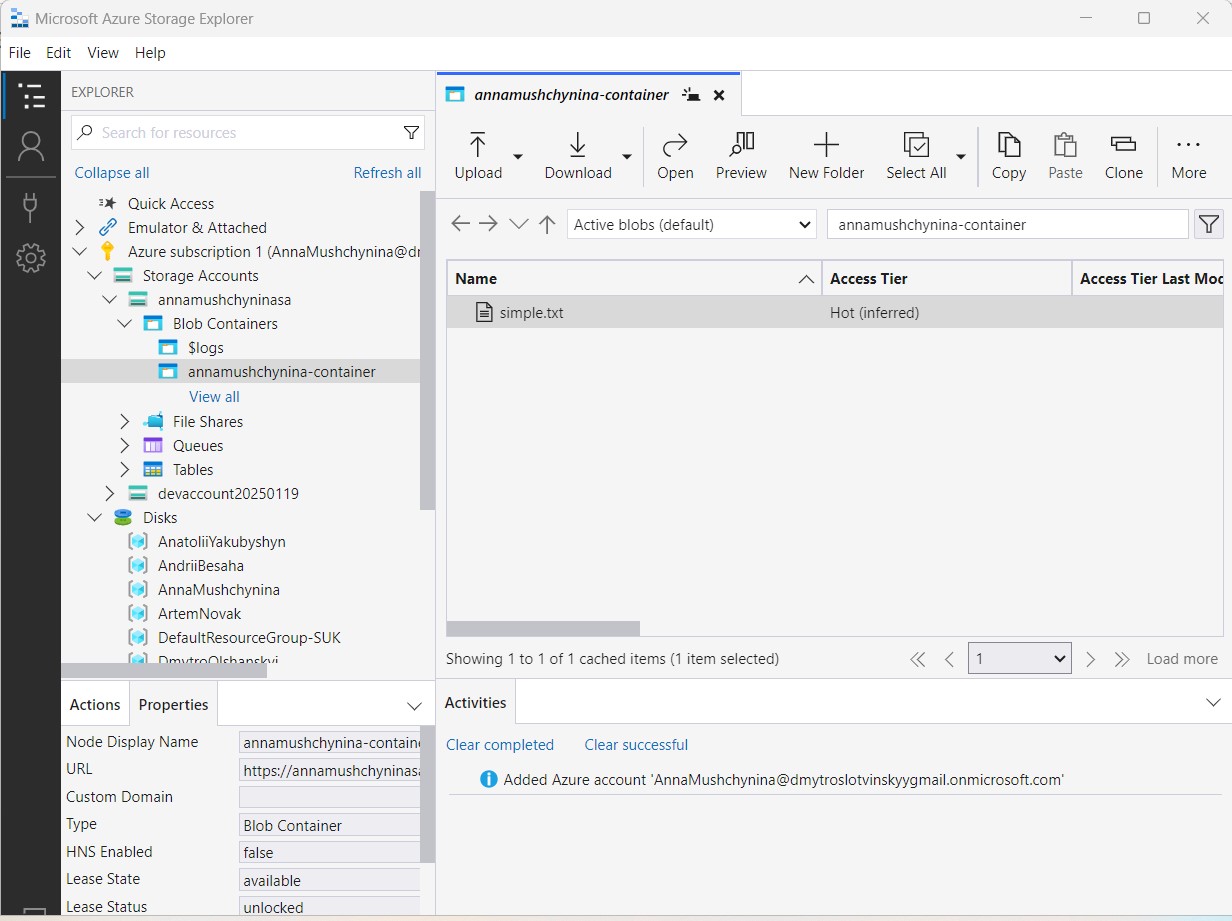 Microsoft Azure Storage Explorer
File Edit View Help
EXPLORER
Search for resources
Collapse all Refresh all
Quick Access
Emulator & Attached
Azure subscription 1 (AnnaMushchynina@dr
Storage Accounts
annamushchyninasa
Blob Containers
$logs
annamushchynina-container
View all
File Shares
Queues
Tables
devaccount20250119
Disks
AnatoliiYakubyshyn
AndriiBesaha
AnnaMushchynina
ArtemNovak
DefaultResourceGroup-SUK
DmytroOlshanskyi
Actions Properties
Node Display Name annamushchynina-containe
URL https://annamushchyninasa
Custom Domain
Type Blob Container
HNS Enabled false
Lease State available
Lease Status unlocked
annamushchynina-container
Upload Download Open Preview New Folder Select All Copy Paste Clone More
Active blobs (default) annamushchynina-container
Name Access Tier Access Tier Last Mod
simple.txt Hot (inferred)
Showing 1 to 1 of 1 cached items (1 item selected) 1 Load more
Activities
Clear completed Clear successful
Added Azure account 'AnnaMushchynina@dmytroslotvinskyygmail.onmicrosoft.com'